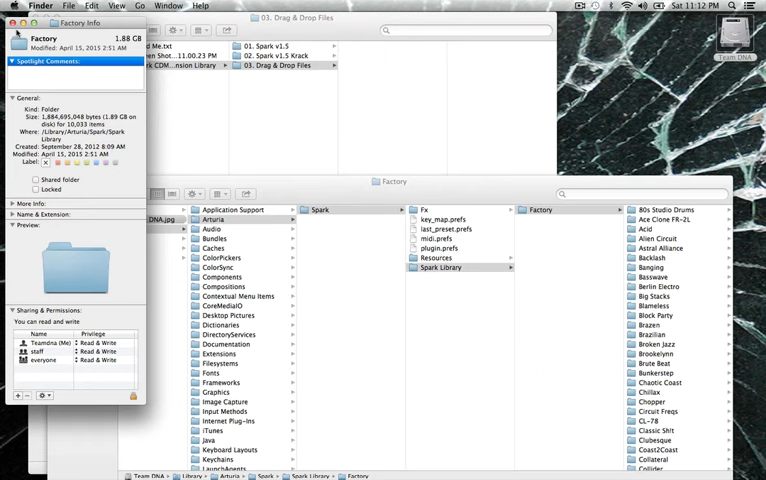 Finder File Edit View Go Window Help
Sat 11:12 PM
Factory Info
Factory 1.88 GB
Modified: April 15, 2015 2:51 AM
Spotlight Comments:
General:
Kind: Folder
Size: 1,884,695,048 bytes (1.89 GB on
disk) for 10,033 items
Where: /Library/Arturia/Spark/Spark
Library
Created: September 28, 2012 8:09 AM
Modified: April 15, 2015 2:51 AM
Label:
Shared folder
Locked
More Info:
Name & Extension:
Preview:
Sharing & Permissions:
You can read and write
Name Privilege
Teamdna (Me) Read & Write
staff Read & Write
everyone Read & Write
03. Drag & Drop Files
d Me.txt
een Shot...11.00.23 PM
rk CDM...nsion Library
01. Spark v1.5
02. Spark Krack
03. Drag & Drop Files
Team DNA
Factory
DNA.jpg
Application Support
Arturia
Audio
Bundles
Caches
ColorPickers
ColorSync
Components
Compositions
Contextual Menu Items
CoreMediaIO
Desktop Pictures
Dictionaries
DirectoryServices
Documentation
Extensions
Filesystems
Fonts
Frameworks
Graphics
Image Capture
Input Methods
Internet Plug-Ins
iTunes
Java
Keyboard Layouts
Keychains
LaunchAgents
Spark
Fx
key_map.prefs
last_preset.prefs
midi.prefs
plugin.prefs
Resources
Spark Library
Factory
80s Studio Drums
Ace Clone FR-2L
Acid
Alien Circuit
Astral Alliance
Backlash
Banging
Basswave
Berlin Electro
Big Stacks
Blameless
Block Party
Brazen
Brazilian
Broken Jazz
Brookelynn
Brute Beat
Bunkerstep
Chaotic Coast
Chillax
Chopper
Circuit Freqs
CL-78
Classic Sh!t
Clubesque
Coast2Coast
Collateral
Collider
Team DNA Library Arturia Spark Spark Library Factory